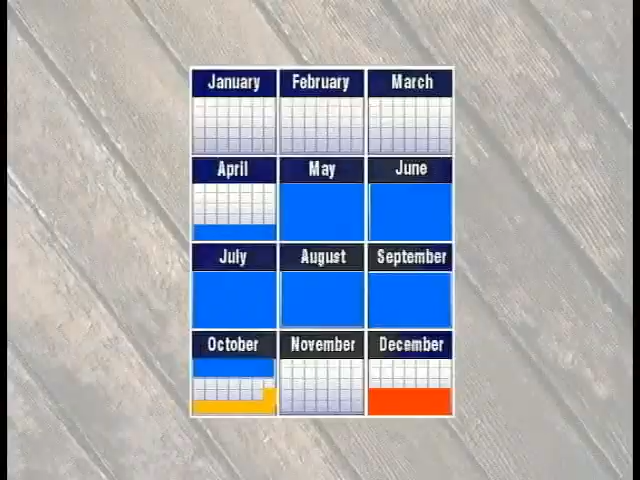 January February March
April May June
July August September
October November December